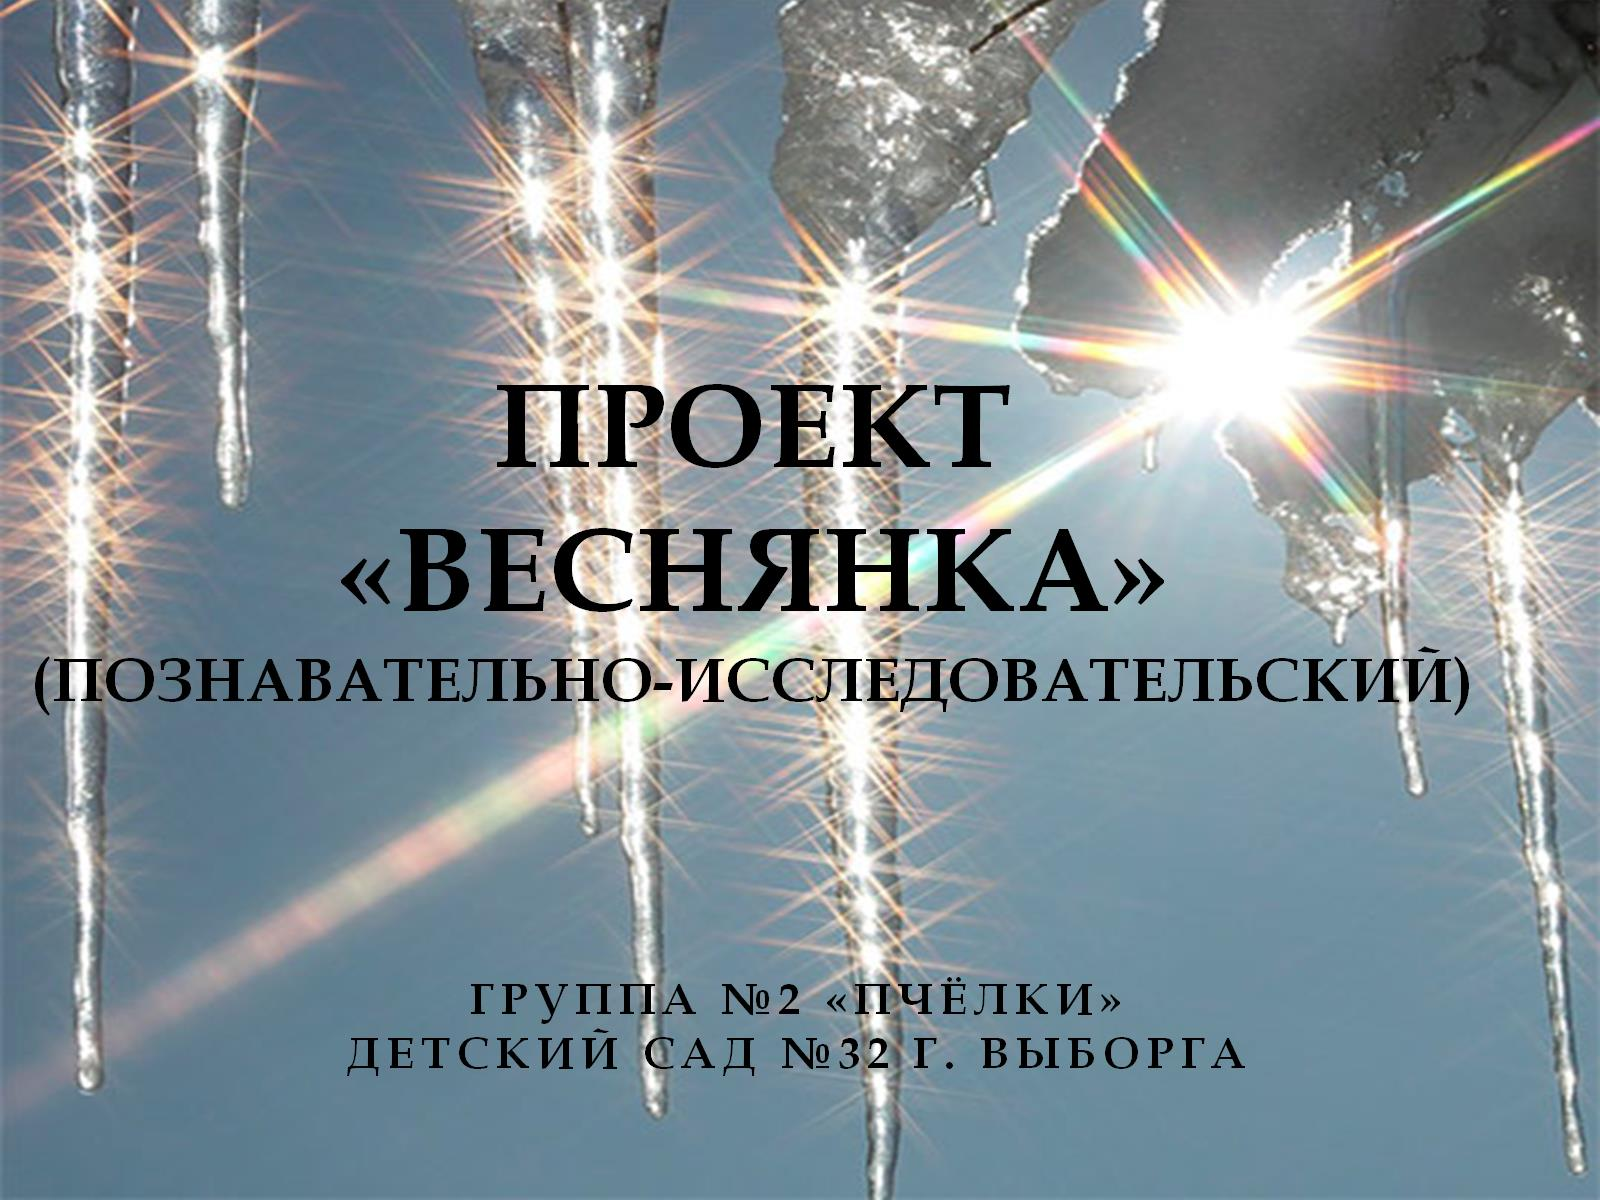 ПРОЕКТ
«ВЕСНЯНКА»
(ПОЗНАВАТЕЛЬНО-ИССЛЕДОВАТЕЛЬСКИЙ)
ГРУППА №2 «ПЧЁЛКИ»
ДЕТСКИЙ САД №32 Г. ВЫБОРГА